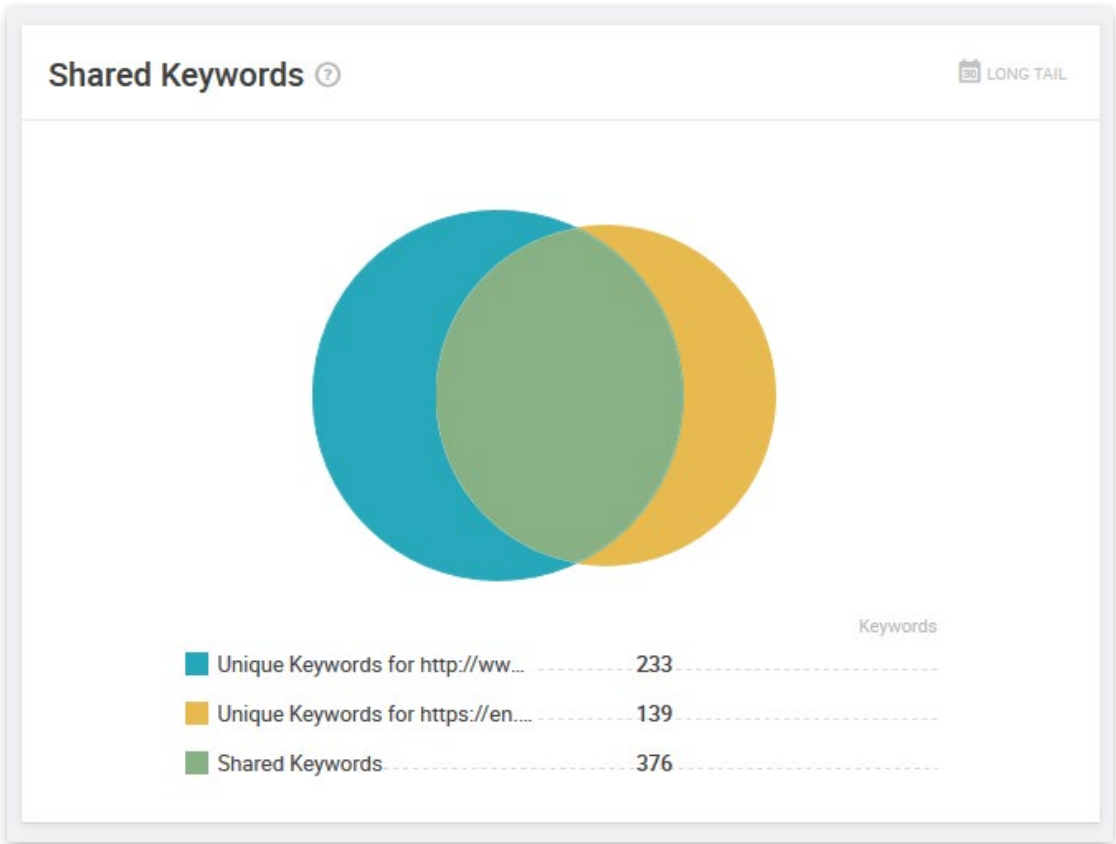 Shared Keywords ?
30 LONG TAIL
Keywords
Unique Keywords for http://ww... 233
Unique Keywords for https://en.... 139
Shared Keywords 376